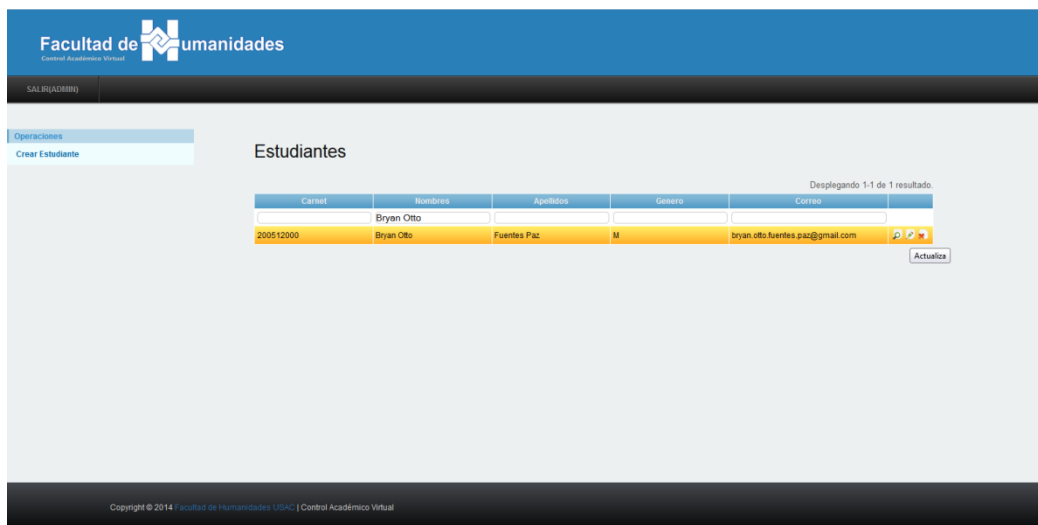 Facultad de Humanidades
Control Académico Virtual
SALIR(ADMIN)
Operaciones
Crear Estudiante
Estudiantes
Desplegando 1-1 de 1 resultado.
Carnet Nombres Apellidos Genero Correo
Bryan Otto
200512000 Bryan Otto Fuentes Paz M bryan.otto.fuentes.paz@gmail.com
Actualiza
Copyright © 2014 Facultad de Humanidades USAC | Control Académico Virtual